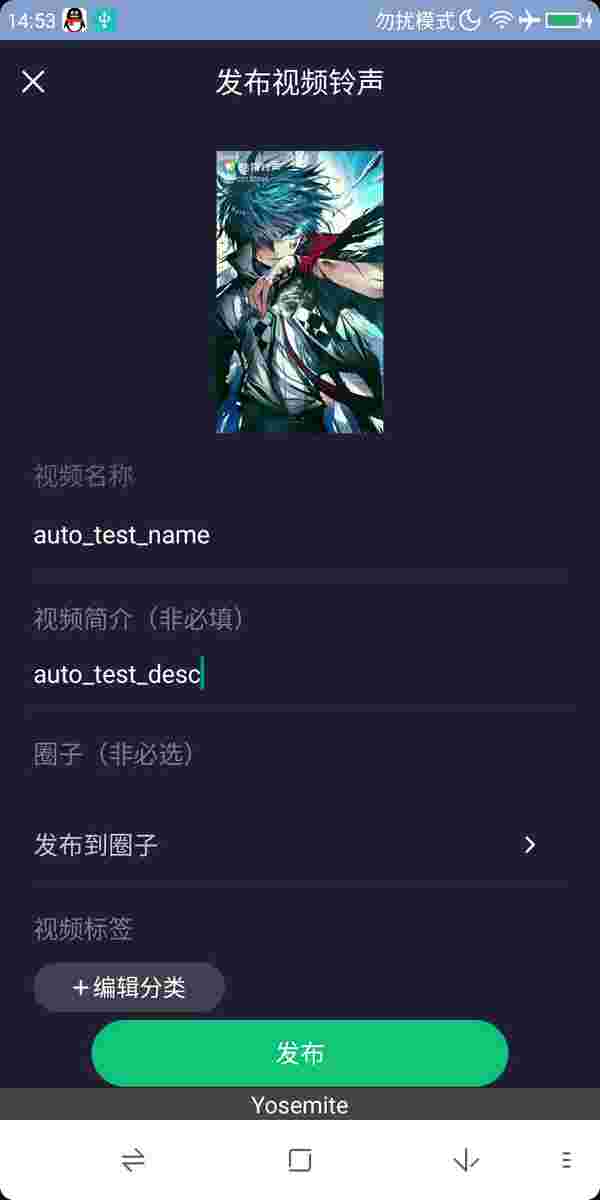 14:53
勿扰模式
发布视频铃声
视频名称
auto_test_name
视频简介（非必填）
auto_test_desc
圈子（非必选）
发布到圈子
视频标签
+编辑分类
发布
Yosemite